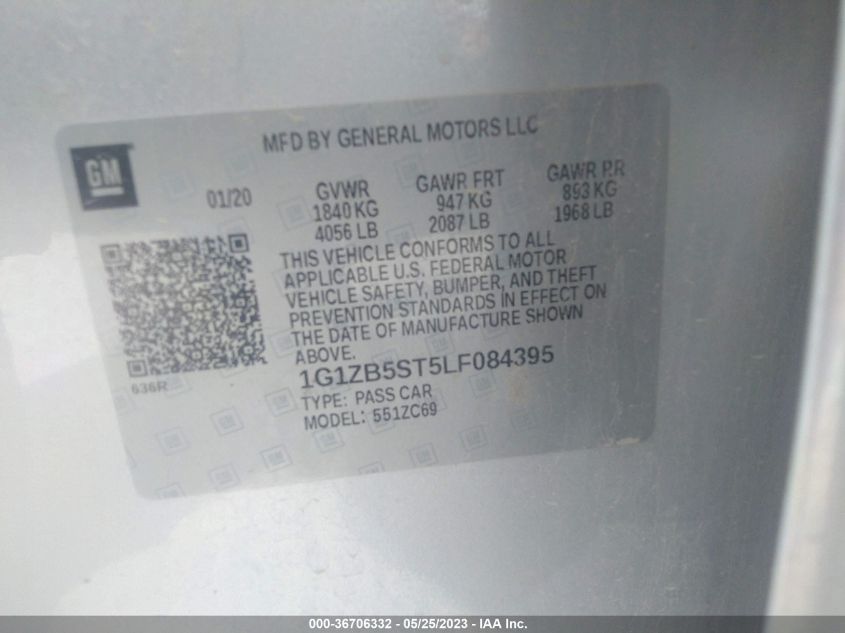 MFD BY GENERAL MOTORS LLC
GM
01/20
GVWR
1840 KG
4056 LB
GAWR FRT
947 KG
2087 LB
GAWR RR
893 KG
1968 LB
THIS VEHICLE CONFORMS TO ALL
APPLICABLE U.S. FEDERAL MOTOR
VEHICLE SAFETY, BUMPER, AND THEFT
PREVENTION STANDARDS IN EFFECT ON
THE DATE OF MANUFACTURE SHOWN
ABOVE.
1G1ZB5ST5LF084395
TYPE: PASS CAR
MODEL: 551ZC69
636R
000-36706332 - 05/25/2023 - IAA Inc.